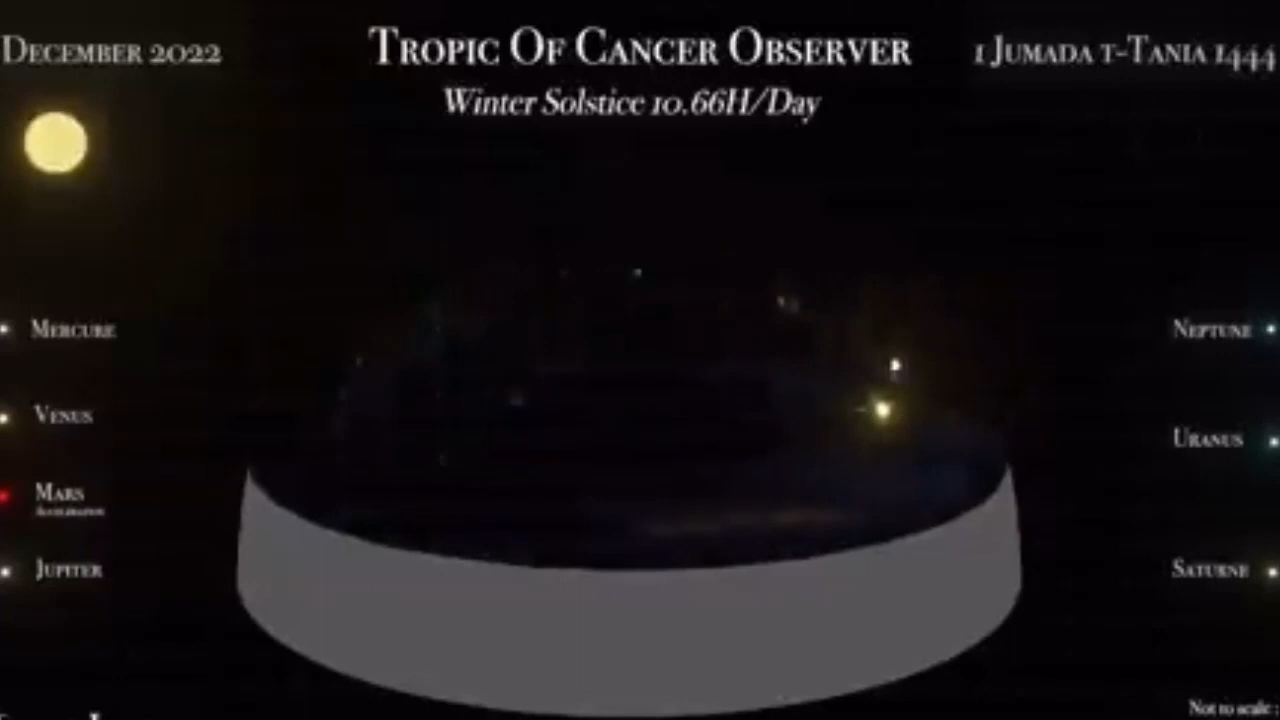 December 2022
Tropic Of Cancer Observer
1 Jumada t-Tania 1444
Winter Solstice 10.66H/Day
Mercure
Neptune
Venus
Uranus
Mars
Jupiter
Saturne
Not to scale